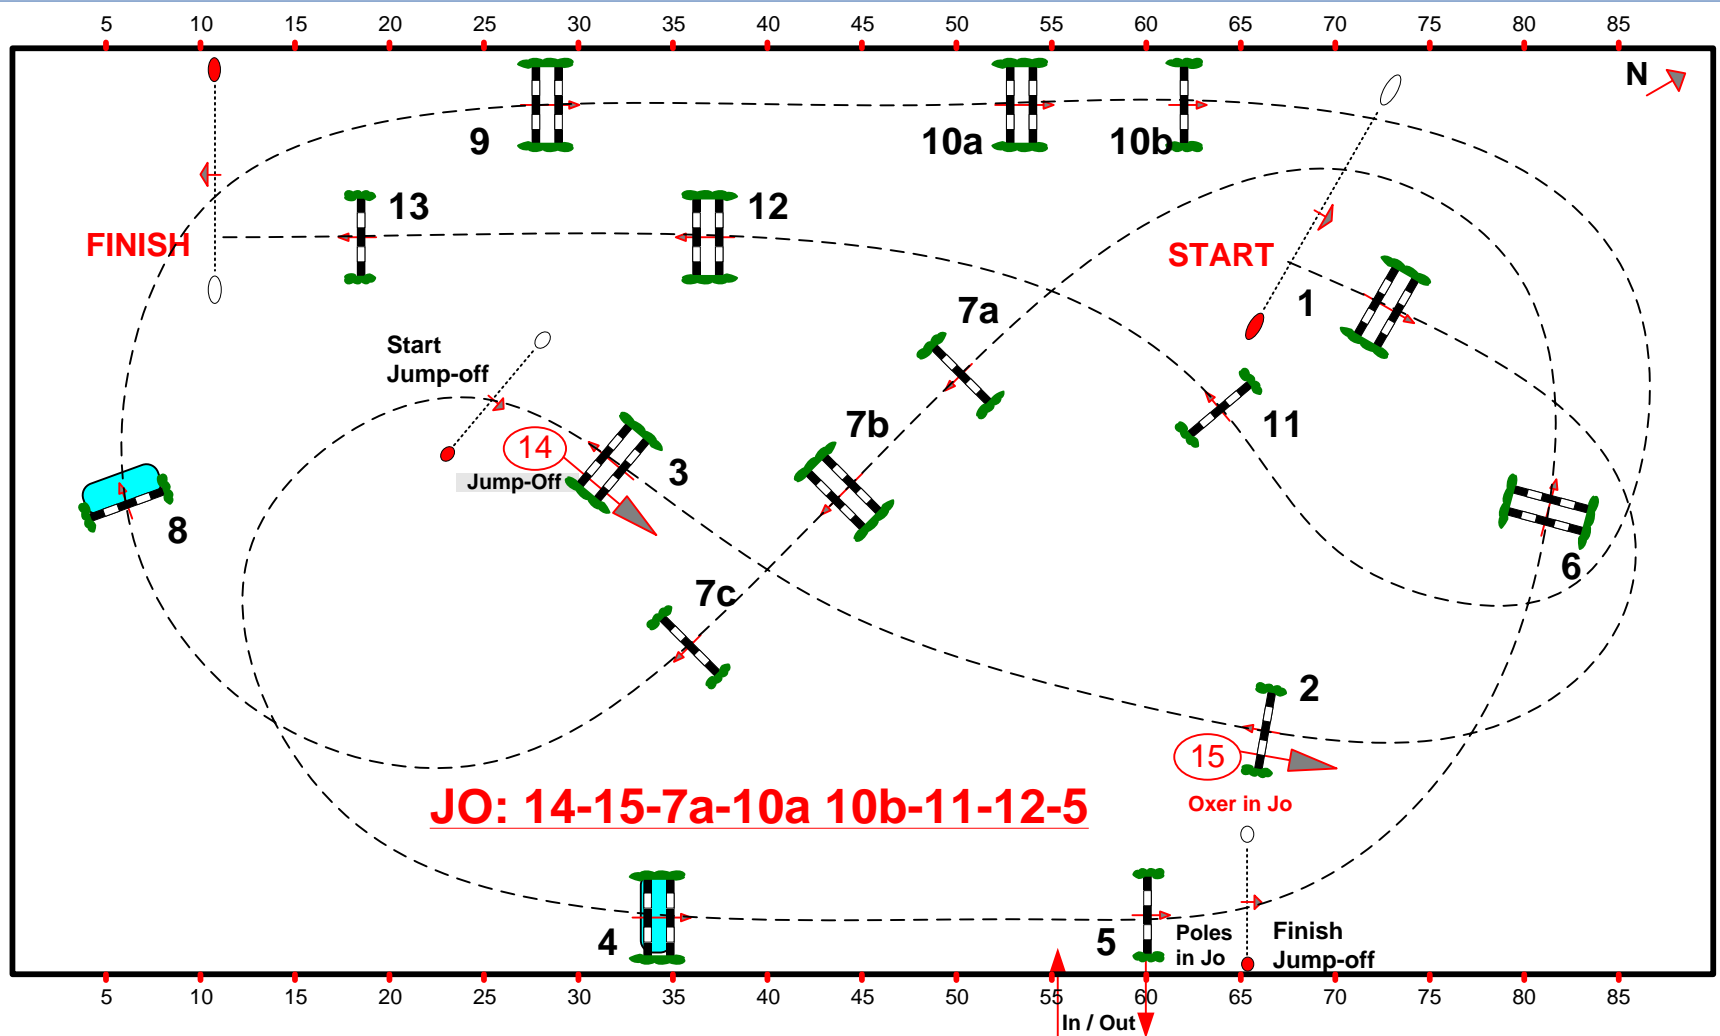 5 10 15 20 25 30 35 40 45 50 55 60 65 70 75 80 85
N
9
10a
10b
13
12
FINISH
START
1
7a
Start
Jump-off
14
3
7b
11
Jump-Off
8
6
7c
2
15
Oxer in Jo
JO: 14-15-7a-10a 10b-11-12-5
4
5
Poles
in Jo
Finish
Jump-off
5 10 15 20 25 30 35 40 45 50 55 60 65 70 75 80 85
In / Out